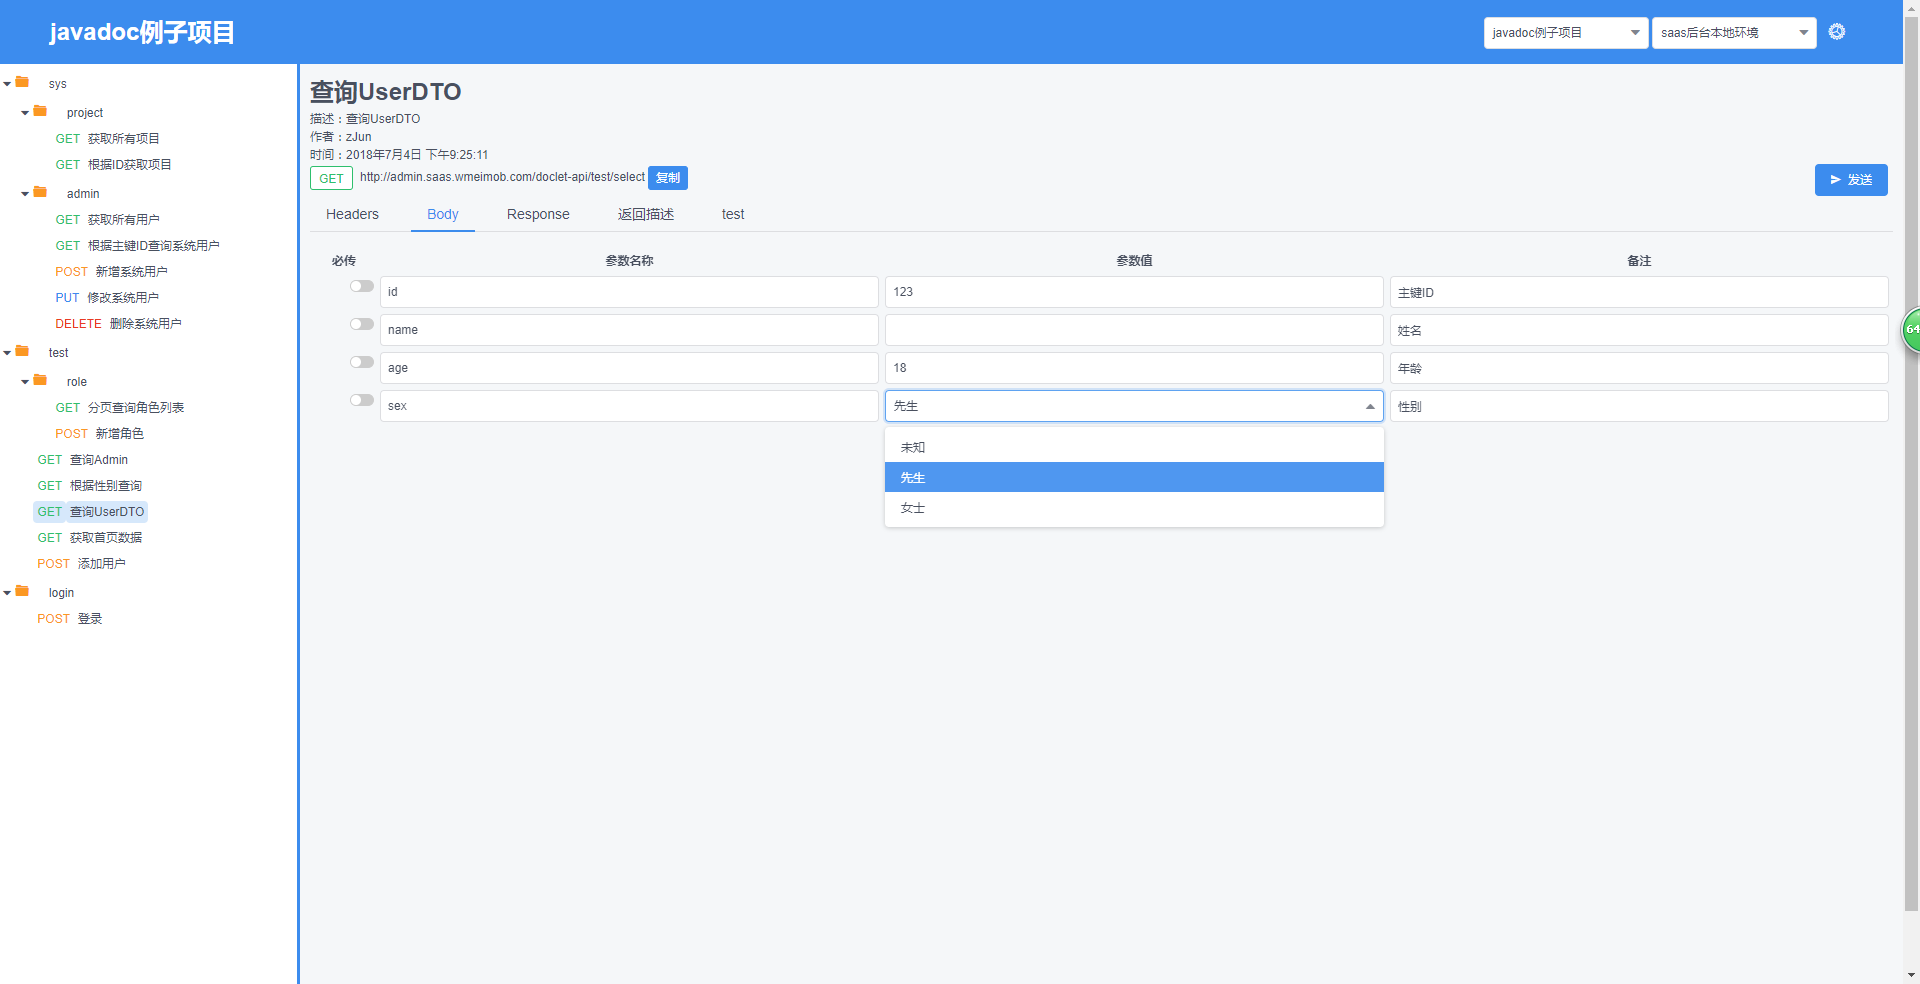 javadoc例子项目
javadoc例子项目
saas后台本地环境
sys
project
GET 获取所有项目
GET 根据ID获取项目
admin
GET 获取所有用户
GET 根据主键ID查询系统用户
POST 新增系统用户
PUT 修改系统用户
DELETE 删除系统用户
test
role
GET 分页查询角色列表
POST 新增角色
GET 查询Admin
GET 根据性别查询
GET 查询UserDTO
GET 获取首页数据
POST 添加用户
login
POST 登录
查询UserDTO
描述：查询UserDTO
作者：zJun
时间：2018年7月4日 下午9:25:11
GET http://admin.saas.wmeimob.com/doclet-api/test/select 复制
发送
Headers Body Response 返回描述 test
必传 参数名称 参数值 备注
id 123 主键ID
name 姓名
age 18 年龄
sex 先生 性别
未知
先生
女士
64